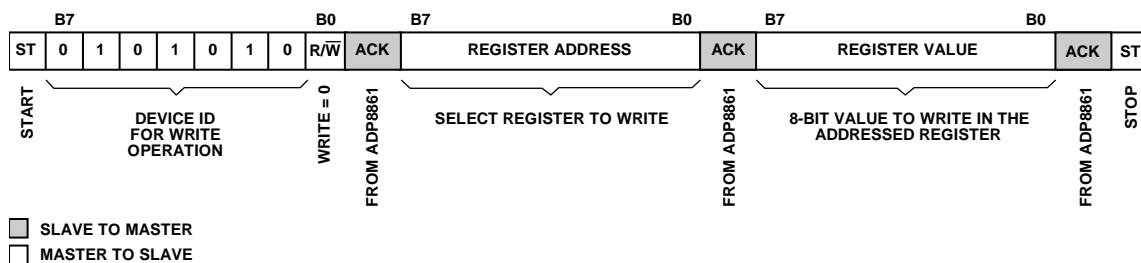 B7 B0 B7 B0 B7 B0
ST 0 1 0 1 0 1 0 R/W̅ ACK REGISTER ADDRESS ACK REGISTER VALUE ACK ST
START
DEVICE ID
FOR WRITE
OPERATION
WRITE = 0
FROM ADP8861
SELECT REGISTER TO WRITE
FROM ADP8861
8-BIT VALUE TO WRITE IN THE
ADDRESSED REGISTER
FROM ADP8861
STOP
SLAVE TO MASTER
MASTER TO SLAVE